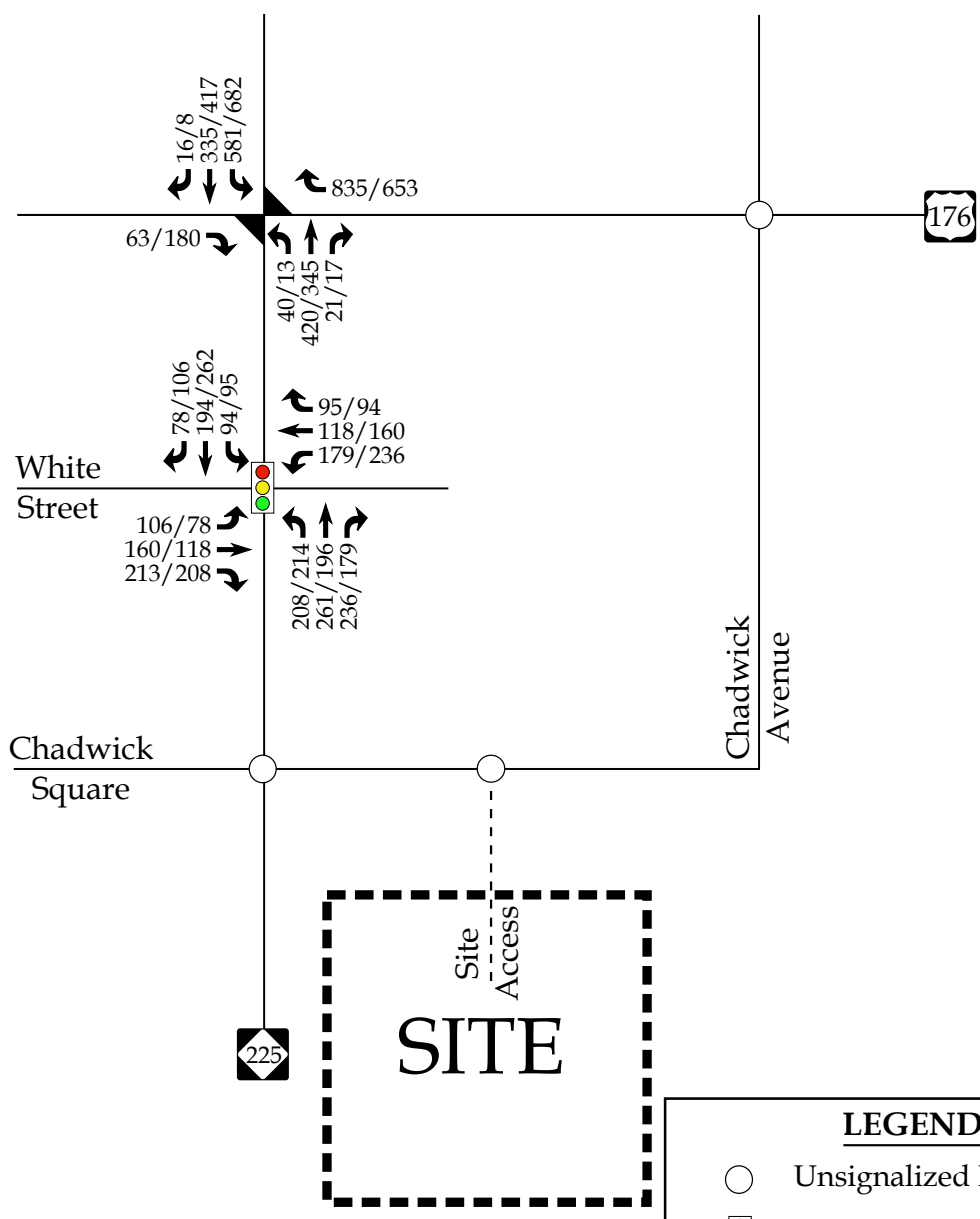 16/8
335/417
581/682
835/653
63/180
40/13
420/345
21/17
176
78/106
194/262
94/95
95/94
118/160
179/236
White
Street
106/78
160/118
213/208
208/214
261/196
236/179
Chadwick
Avenue
Chadwick
Square
Site
Access
SITE
225
LEGEND
Unsignalized